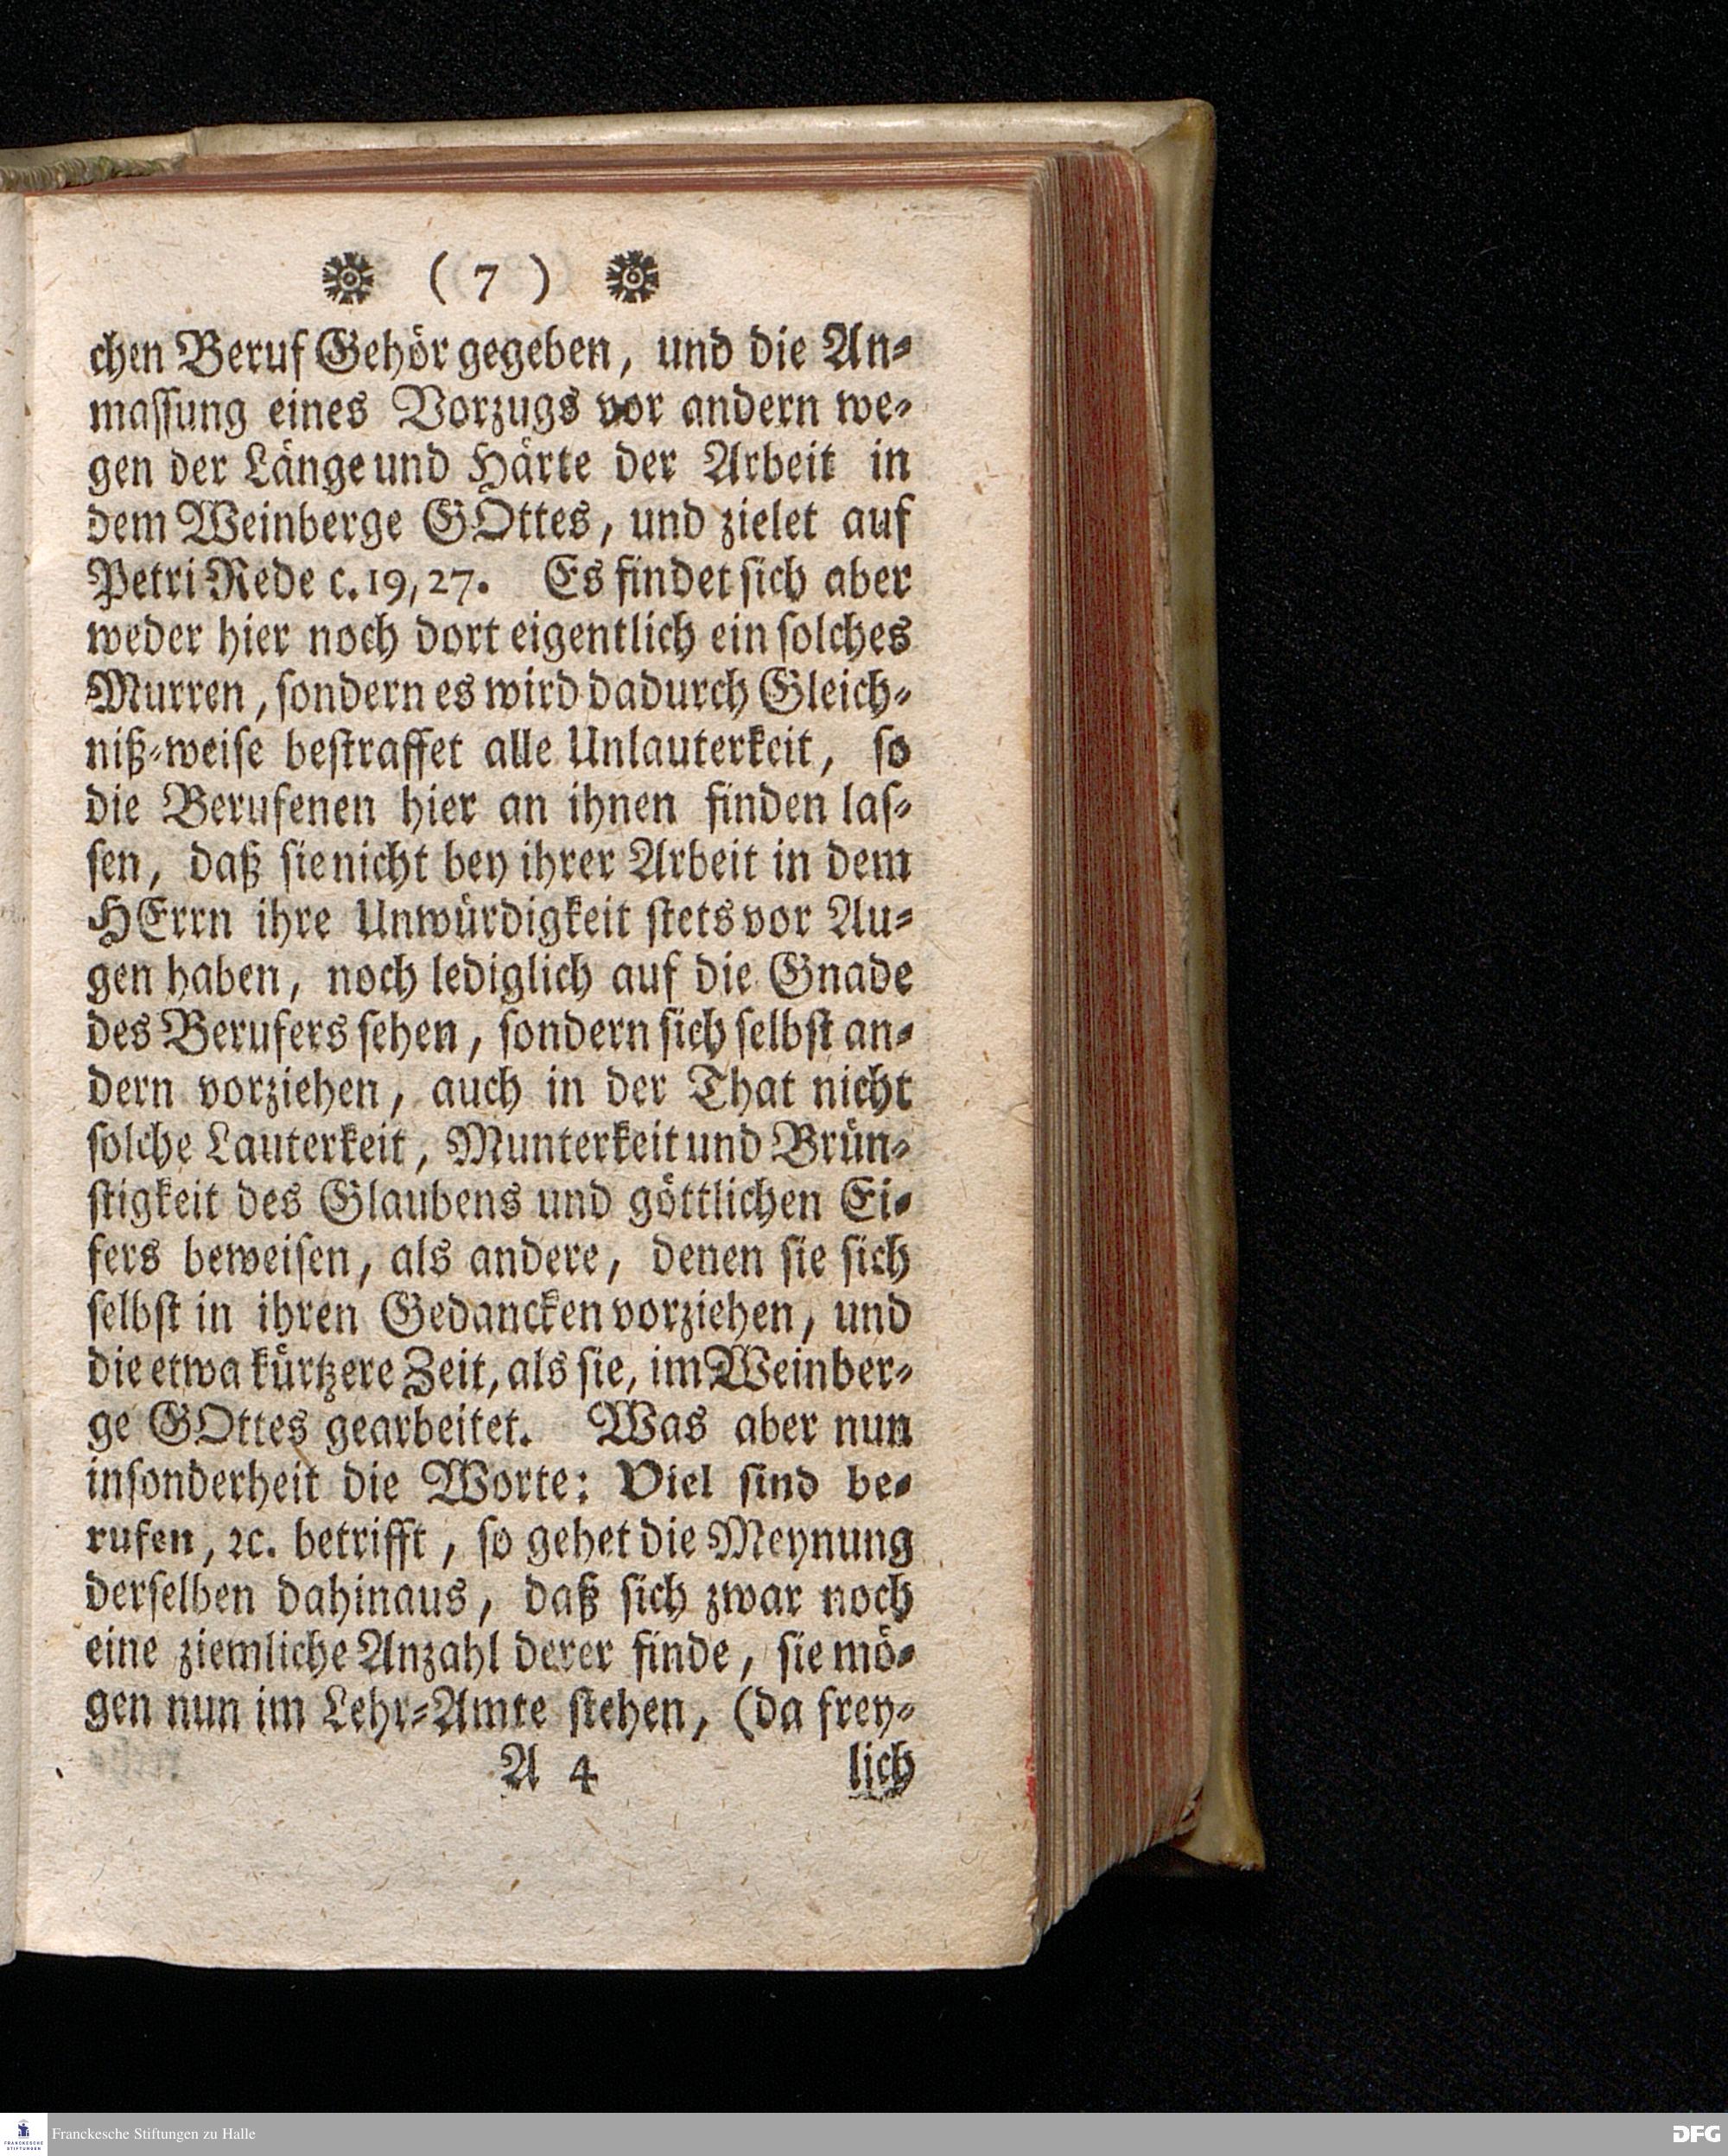 ( 7 )
chen Beruf Gehör gegeben, und die An-
massung eines Vorzugs vor andern we-
gen der Länge und Härte der Arbeit in
dem Weinberge GOttes, und zielet auf
Petri Rede c. 19, 27. Es findet sich aber
weder hier noch dort eigentlich ein solches
Murren, sondern es wird dadurch Gleich-
niß-weise bestraffet alle Unlauterkeit, so
die Berufenen hier an ihnen finden las-
sen, daß sie nicht bey ihrer Arbeit in dem
HErrn ihre Unwürdigkeit stets vor Au-
gen haben, noch lediglich auf die Gnade
des Berufers sehen, sondern sich selbst an-
dern vorziehen, auch in der That nicht
solche Lauterkeit, Munterkeit und Brün-
stigkeit des Glaubens und göttlichen Ei-
fers beweisen, als andere, denen sie sich
selbst in ihren Gedancken vorziehen, und
die etwa kürtzere Zeit, als sie, im Weinber-
ge GOttes gearbeitet. Was aber nun
insonderheit die Worte: Viel sind be-
rufen, ꝛc. betrifft, so gehet die Meynung
derselben dahinaus, daß sich zwar noch
eine ziemliche Anzahl derer finde, sie mö-
gen nun im Lehr-Amte stehen, (da frey-
A 4 lich
FRANCKESCHE STIFTUNGEN
Franckesche Stiftungen zu Halle
DFG